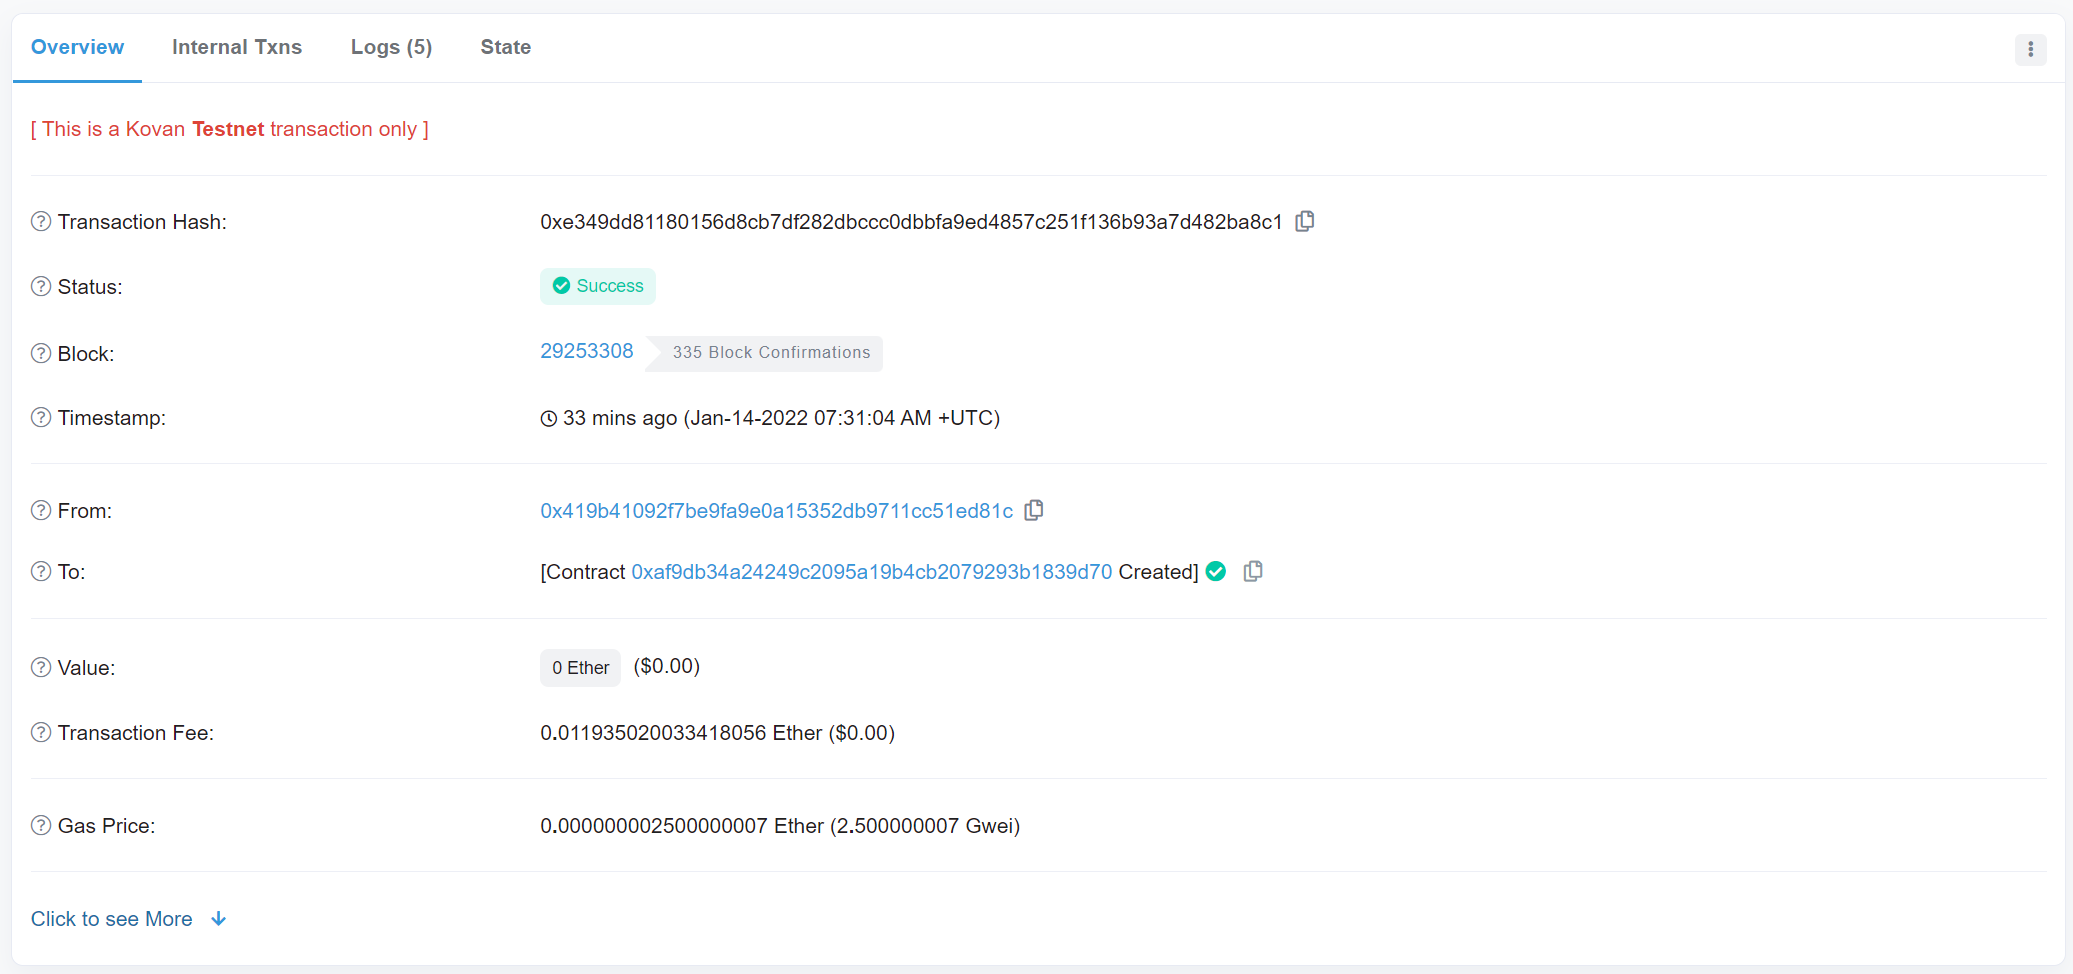 Overview Internal Txns Logs (5) State
[ This is a Kovan Testnet transaction only ]
Transaction Hash: 0xe349dd81180156d8cb7df282dbccc0dbbfa9ed4857c251f136b93a7d482ba8c1
Status: Success
Block: 29253308 335 Block Confirmations
Timestamp: 33 mins ago (Jan-14-2022 07:31:04 AM +UTC)
From: 0x419b41092f7be9fa9e0a15352db9711cc51ed81c
To: [Contract 0xaf9db34a24249c2095a19b4cb2079293b1839d70 Created]
Value: 0 Ether ($0.00)
Transaction Fee: 0.011935020033418056 Ether ($0.00)
Gas Price: 0.000000002500000007 Ether (2.500000007 Gwei)
Click to see More